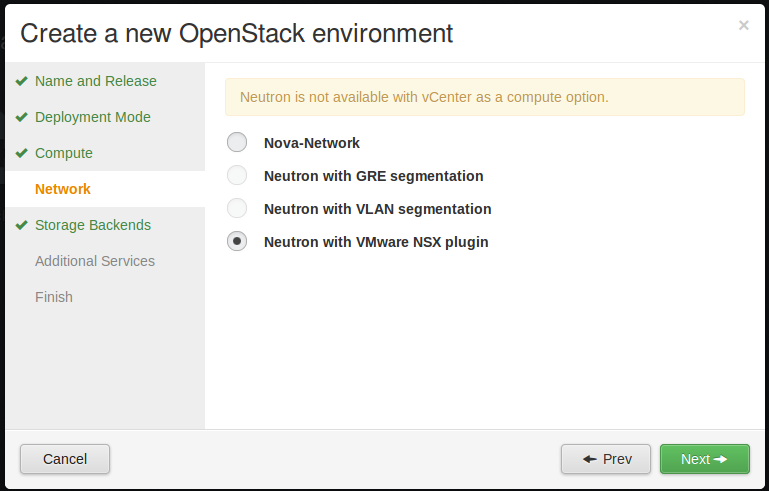 Create a new OpenStack environment
×
Name and Release
Deployment Mode
Compute
Network
Storage Backends
Additional Services
Finish
Neutron is not available with vCenter as a compute option.
Nova-Network
Neutron with GRE segmentation
Neutron with VLAN segmentation
Neutron with VMware NSX plugin
Cancel
Prev
Next